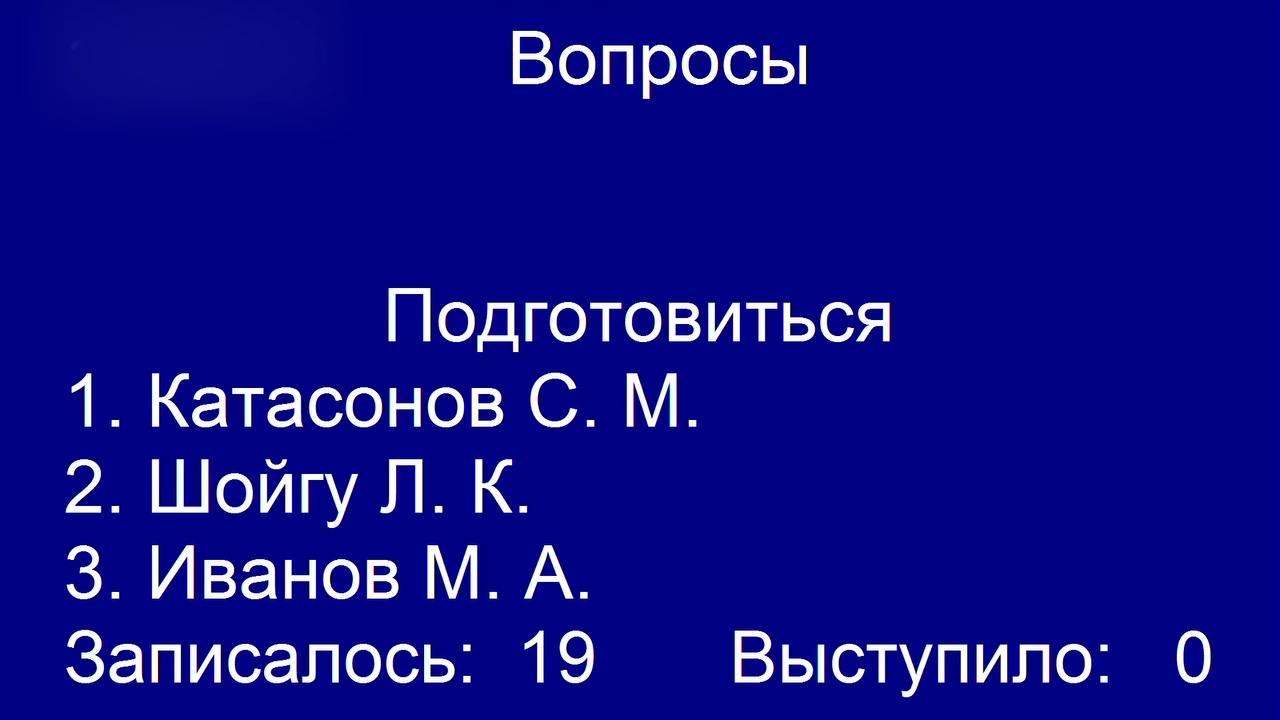 Вопросы
Подготовиться
1. Катасонов С. М.
2. Шойгу Л. К.
3. Иванов М. А.
Записалось: 19 Выступило: 0